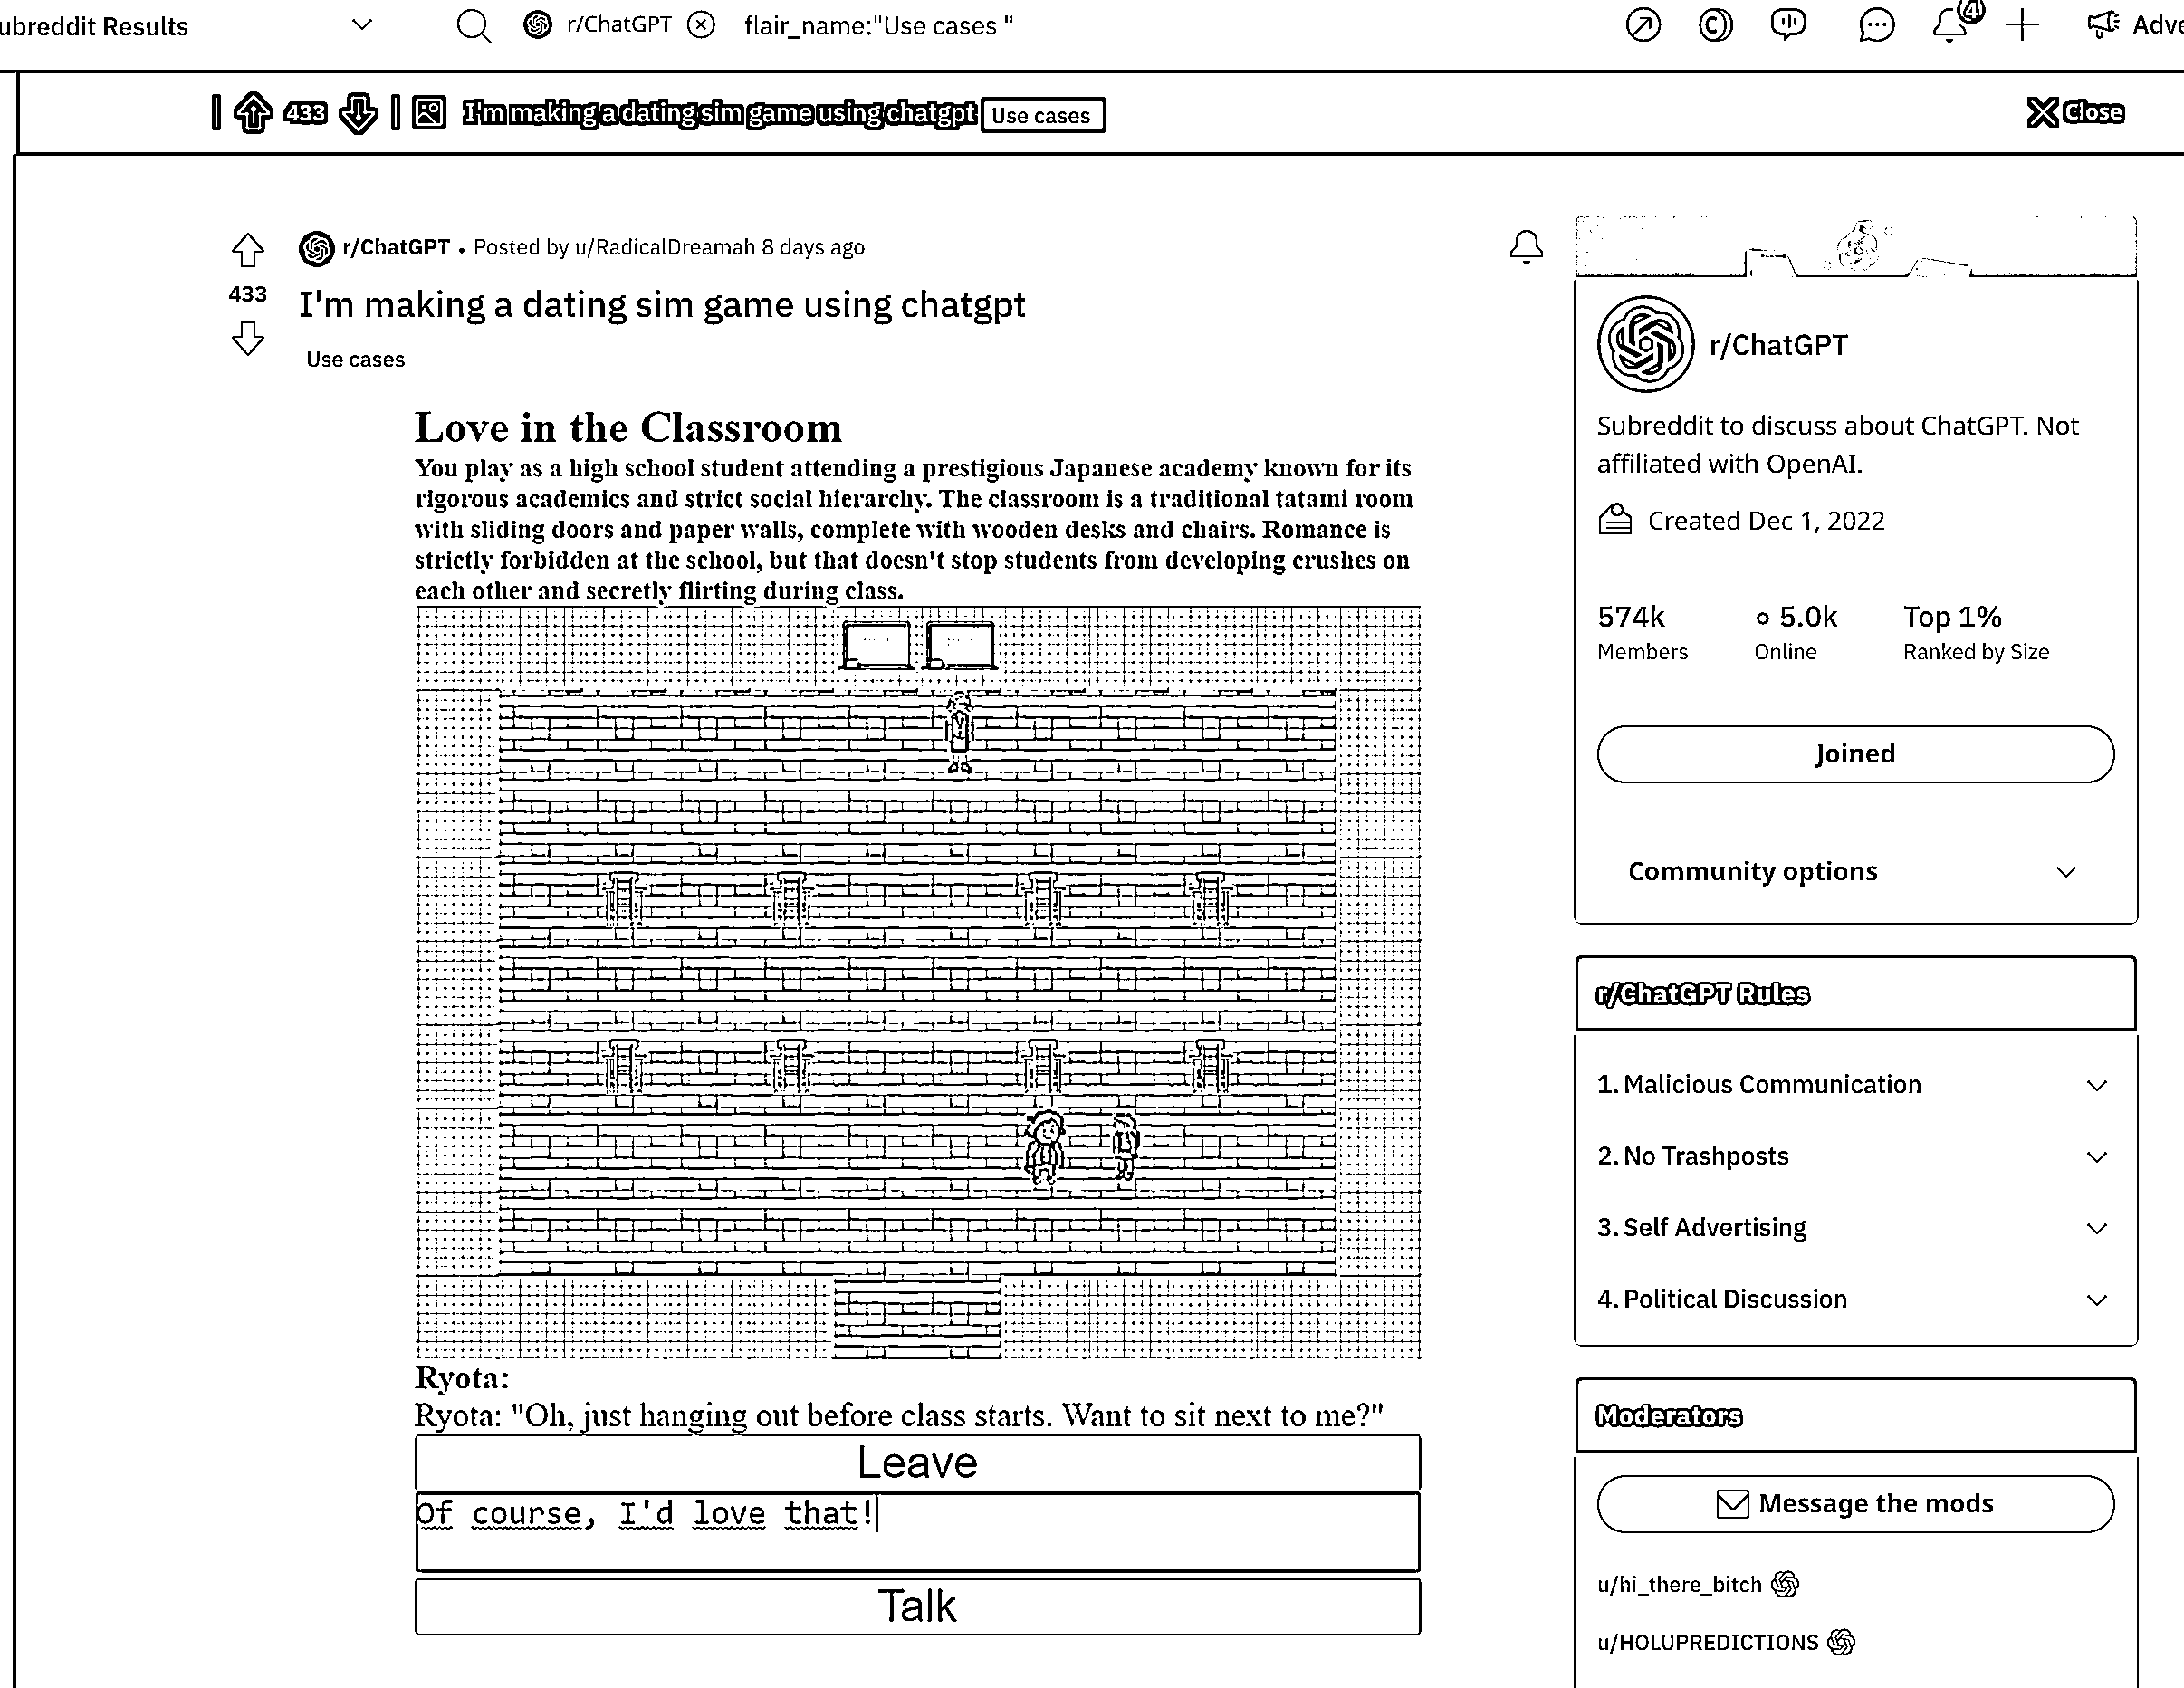 ubreddit Results
r/ChatGPT
flair_name:"Use cases "
4
Adve
433
I'm making a dating sim game using chatgpt
Use cases
Close
r/ChatGPT • Posted by u/RadicalDreamah 8 days ago
433
I'm making a dating sim game using chatgpt
Use cases
Love in the Classroom
You play as a high school student attending a prestigious Japanese academy known for its
rigorous academics and strict social hierarchy. The classroom is a traditional tatami room
with sliding doors and paper walls, complete with wooden desks and chairs. Romance is
strictly forbidden at the school, but that doesn't stop students from developing crushes on
each other and secretly flirting during class.
Ryota:
Ryota: "Oh, just hanging out before class starts. Want to sit next to me?"
Leave
Of course, I'd love that!
Talk
r/ChatGPT
Subreddit to discuss about ChatGPT. Not
affiliated with OpenAI.
Created Dec 1, 2022
574k
Members
5.0k
Online
Top 1%
Ranked by Size
Joined
Community options
r/ChatGPT Rules
1. Malicious Communication
2. No Trashposts
3. Self Advertising
4. Political Discussion
Moderators
Message the mods
u/hi_there_bitch
u/HOLUPREDICTIONS